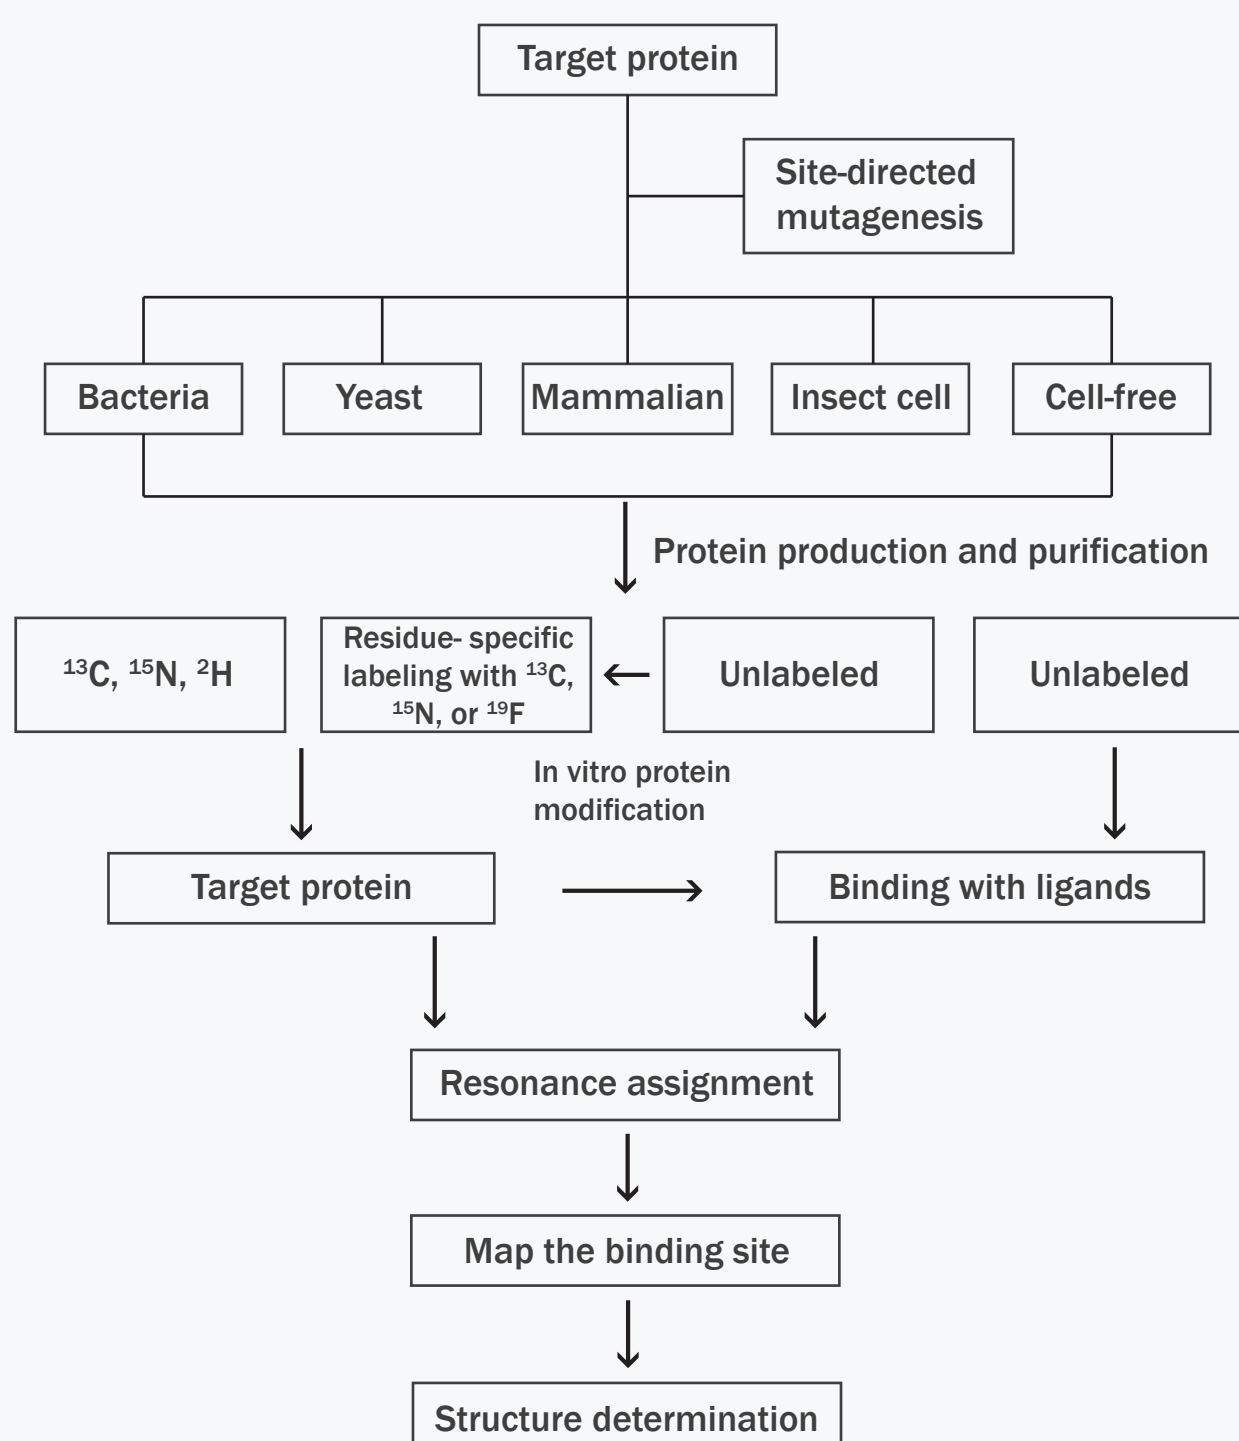 Target protein
Site-directed
mutagenesis
Bacteria
Yeast
Mammalian
Insect cell
Cell-free
Protein production and purification
¹³C, ¹⁵N, ²H
Residue- specific
labeling with ¹³C,
¹⁵N, or ¹⁹F
Unlabeled
Unlabeled
In vitro protein
modification
Target protein
Binding with ligands
Resonance assignment
Map the binding site
Structure determination